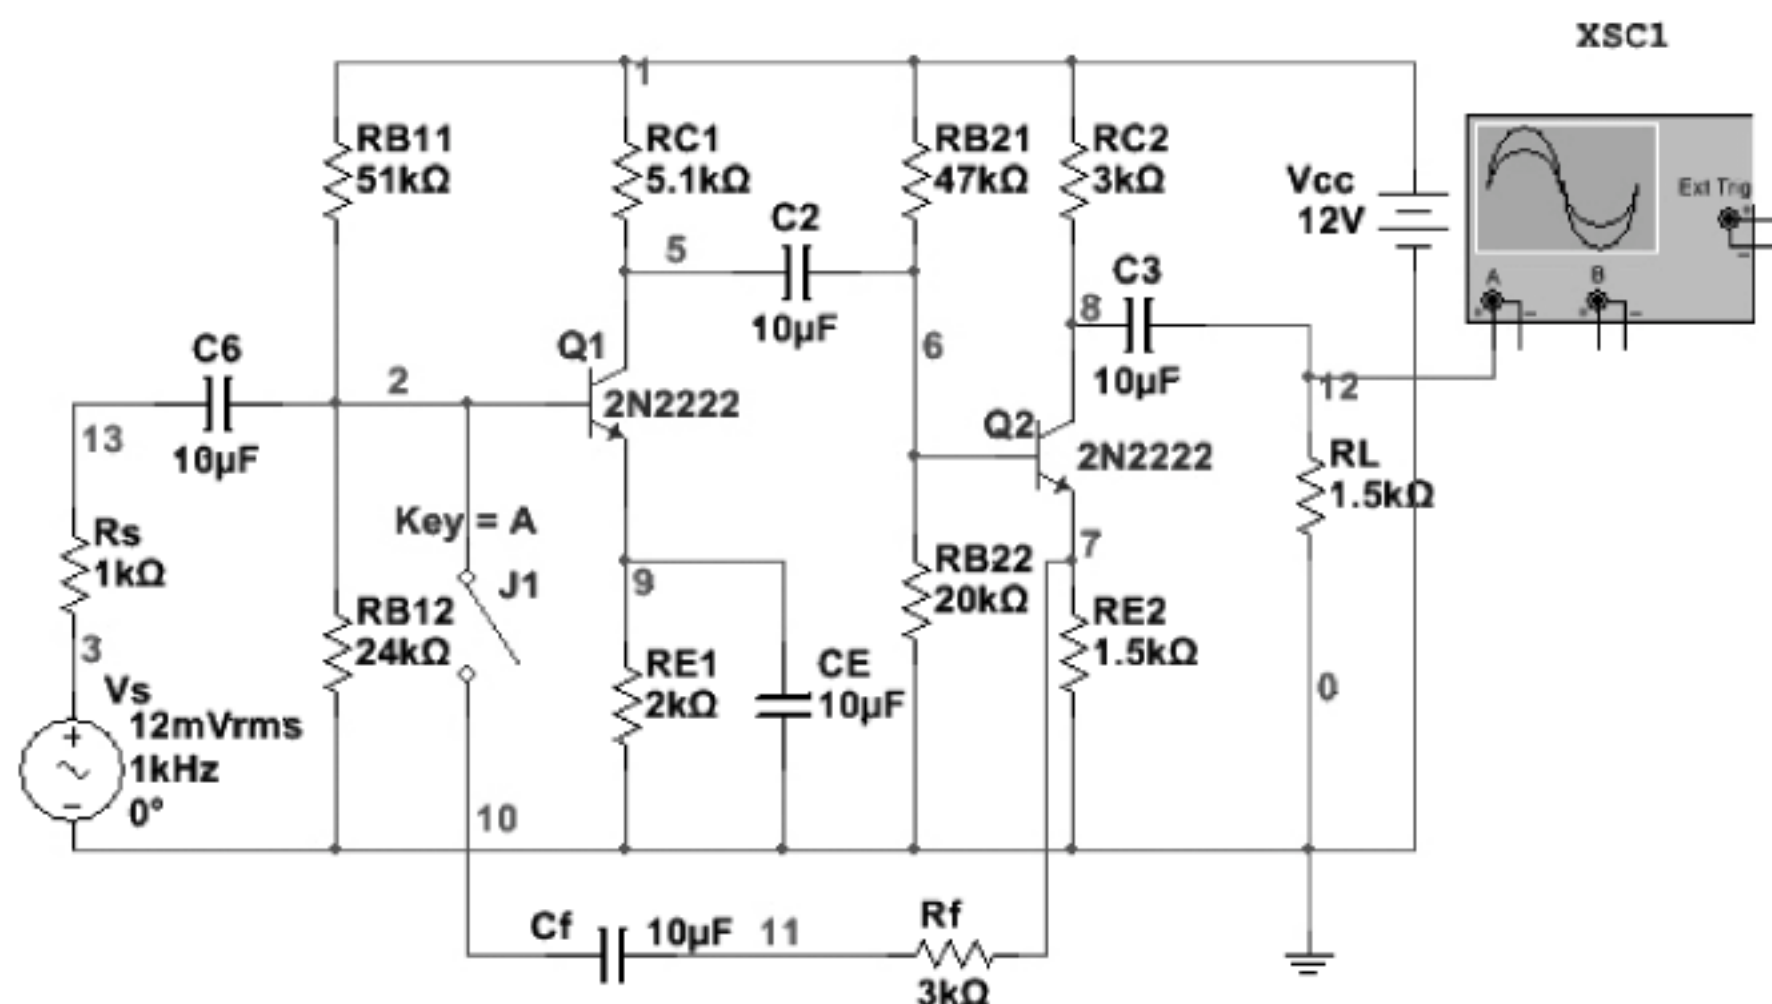 XSC1
1
RB11
51kΩ
RC1
5.1kΩ
RB21
47kΩ
RC2
3kΩ
Vcc
12V
Ext Trig
+
−
A
B
+
−
+
−
C2
5
10µF
C3
8
10µF
C6
10µF
13
2
Q1
2N2222
6
Q2
2N2222
12
RL
1.5kΩ
Rs
1kΩ
Key = A
J1
9
7
RB22
20kΩ
RB12
24kΩ
RE2
1.5kΩ
3
Vs
12mVrms
1kHz
0°
+
−
RE1
2kΩ
CE
10µF
0
10
Cf
10µF
11
Rf
3kΩ